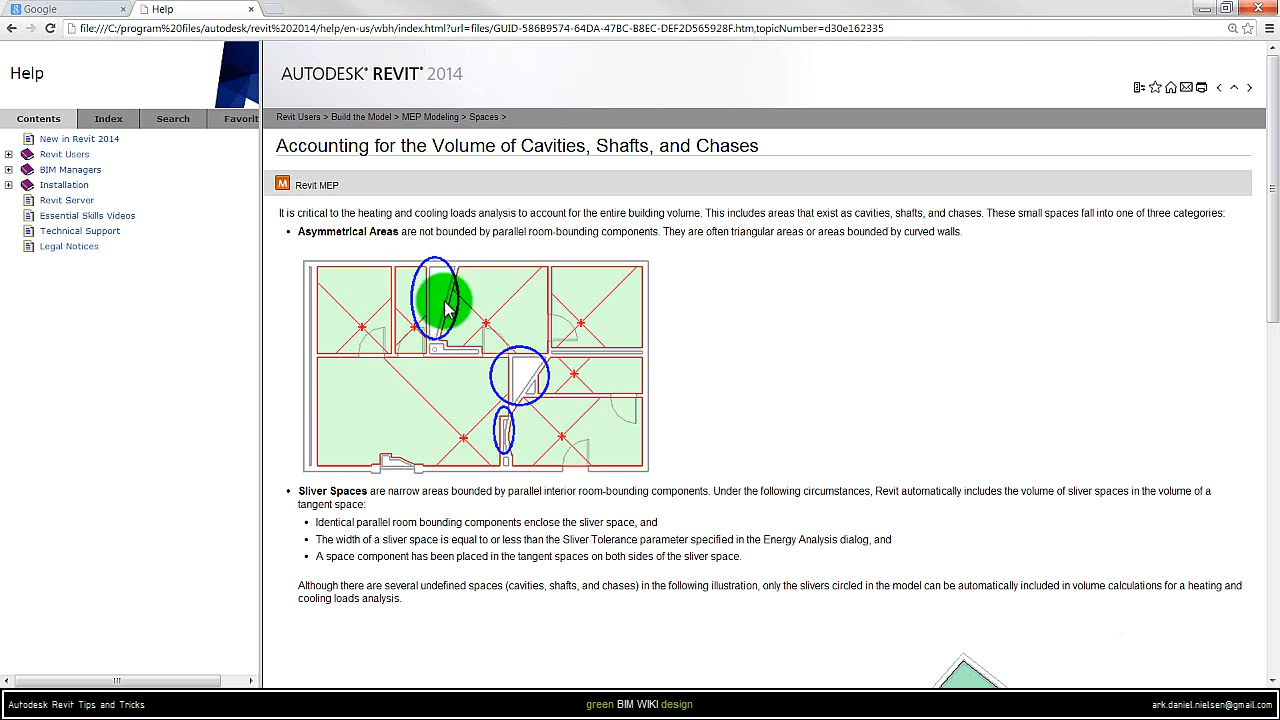 Google
Help
file:///C:/program%20files/autodesk/revit%202014/help/en-us/wbh/index.html?url=files/GUID-586B9574-64DA-47BC-B8EC-DEF2D565928F.htm,topicNumber=d30e162335
Help
AUTODESK® REVIT® 2014
Contents
Index
Search
Favorit
Revit Users > Build the Model > MEP Modeling > Spaces >
New in Revit 2014
Revit Users
BIM Managers
Installation
Revit Server
Essential Skills Videos
Technical Support
Legal Notices
Accounting for the Volume of Cavities, Shafts, and Chases
M Revit MEP
It is critical to the heating and cooling loads analysis to account for the entire building volume. This includes areas that exist as cavities, shafts, and chases. These small spaces fall into one of three categories:
• Asymmetrical Areas are not bounded by parallel room-bounding components. They are often triangular areas or areas bounded by curved walls.
• Sliver Spaces are narrow areas bounded by parallel interior room-bounding components. Under the following circumstances, Revit automatically includes the volume of sliver spaces in the volume of a
tangent space:
• Identical parallel room bounding components enclose the sliver space, and
• The width of a sliver space is equal to or less than the Sliver Tolerance parameter specified in the Energy Analysis dialog, and
• A space component has been placed in the tangent spaces on both sides of the sliver space.
Although there are several undefined spaces (cavities, shafts, and chases) in the following illustration, only the slivers circled in the model can be automatically included in volume calculations for a heating and
cooling loads analysis.
Autodesk Revit Tips and Tricks
green BIM WIKI design
ark.daniel.nielsen@gmail.com